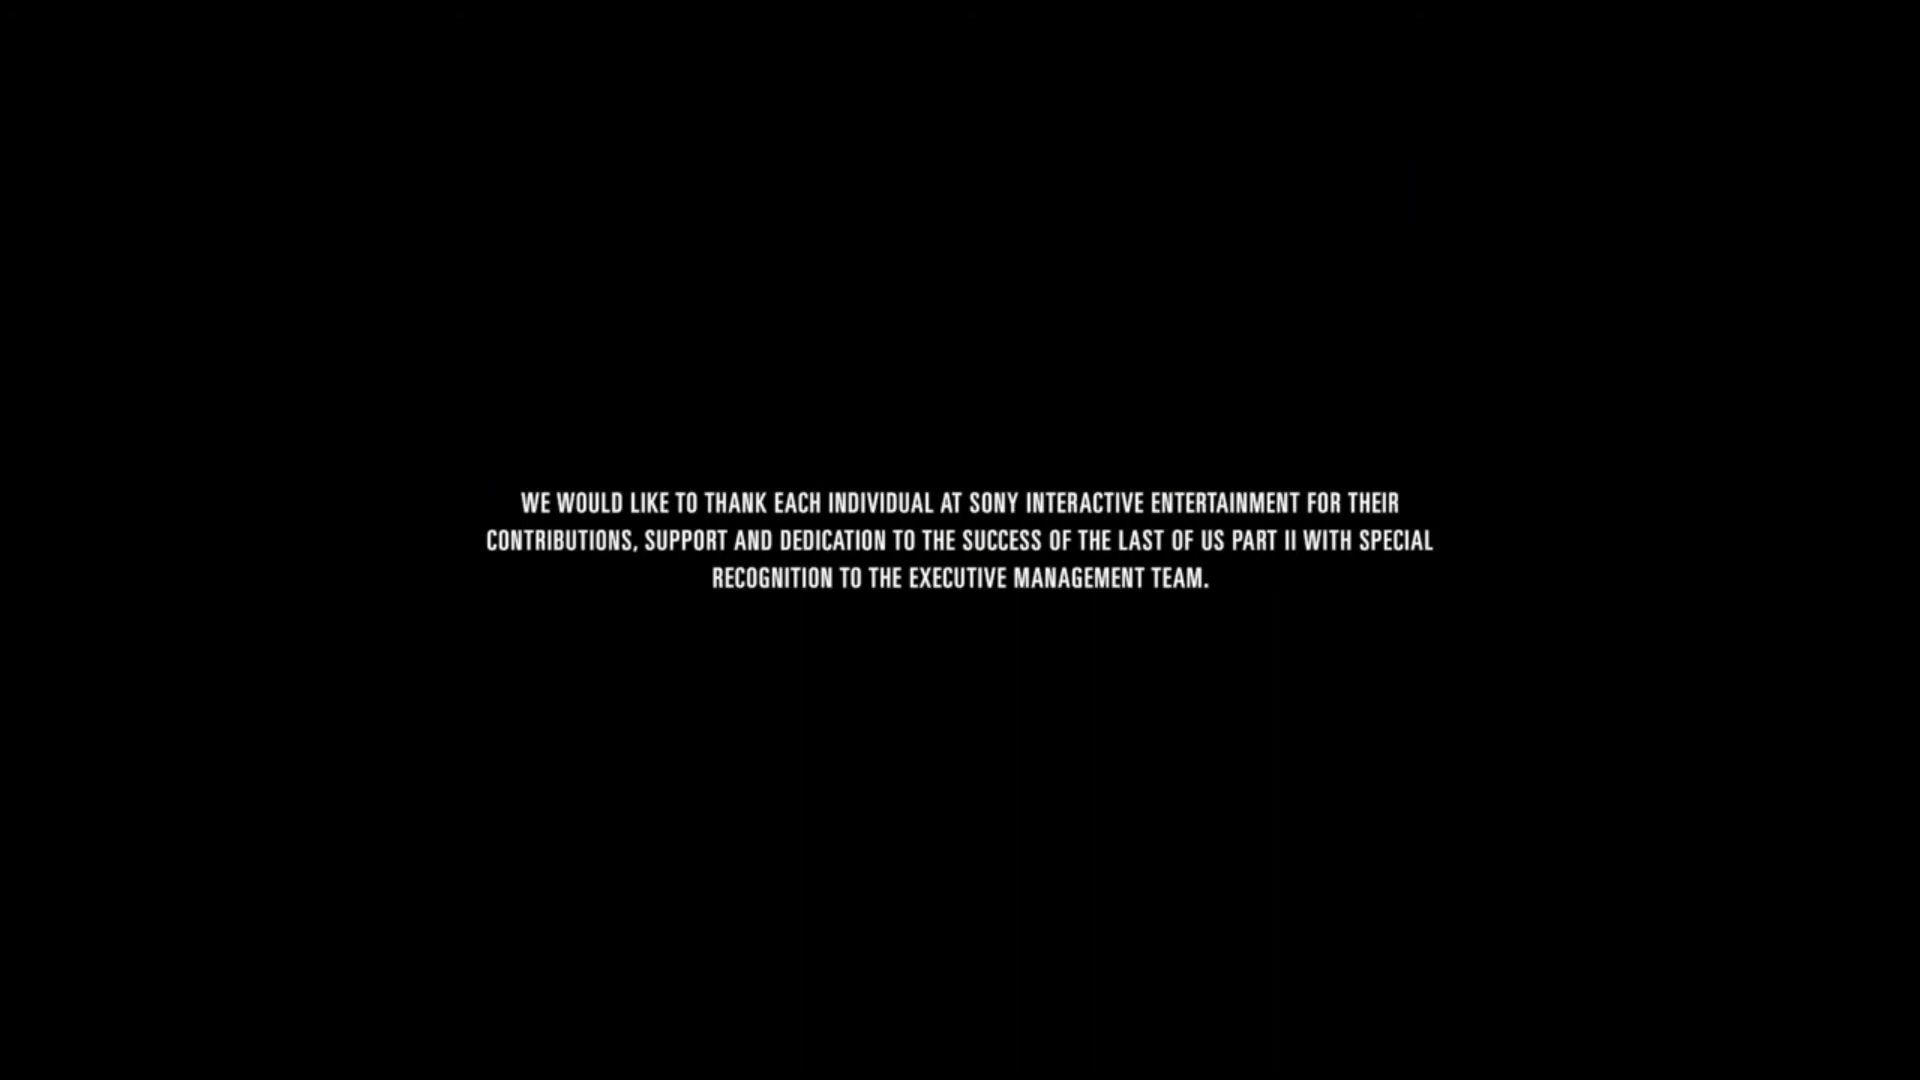 WE WOULD LIKE TO THANK EACH INDIVIDUAL AT SONY INTERACTIVE ENTERTAINMENT FOR THEIR
CONTRIBUTIONS, SUPPORT AND DEDICATION TO THE SUCCESS OF THE LAST OF US PART II WITH SPECIAL
RECOGNITION TO THE EXECUTIVE MANAGEMENT TEAM.